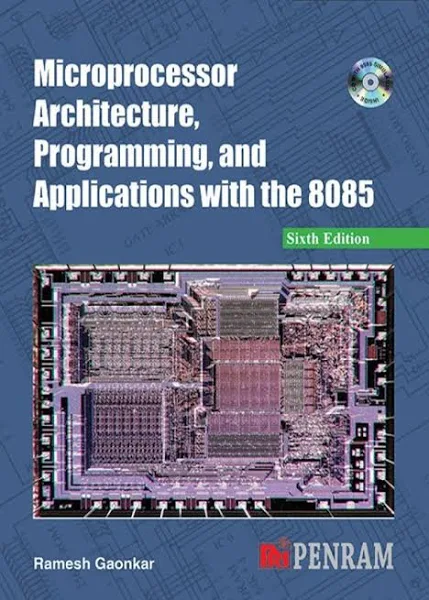 Microprocessor
Architecture,
Programming, and
Applications with the 8085
Sixth Edition
Ramesh Gaonkar
PENRAM